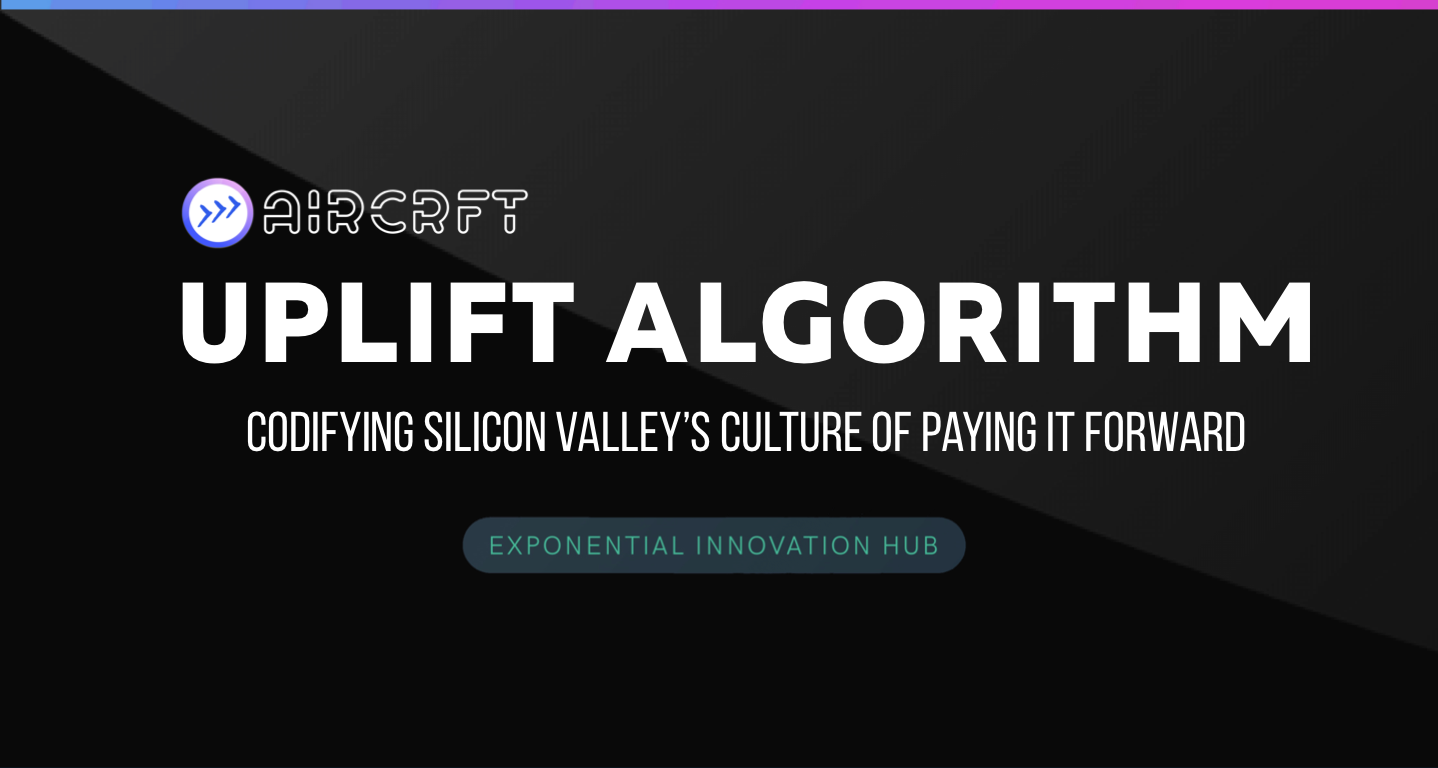 AIRCRFT
UPLIFT ALGORITHM
CODIFYING SILICON VALLEY’S CULTURE OF PAYING IT FORWARD
EXPONENTIAL INNOVATION HUB